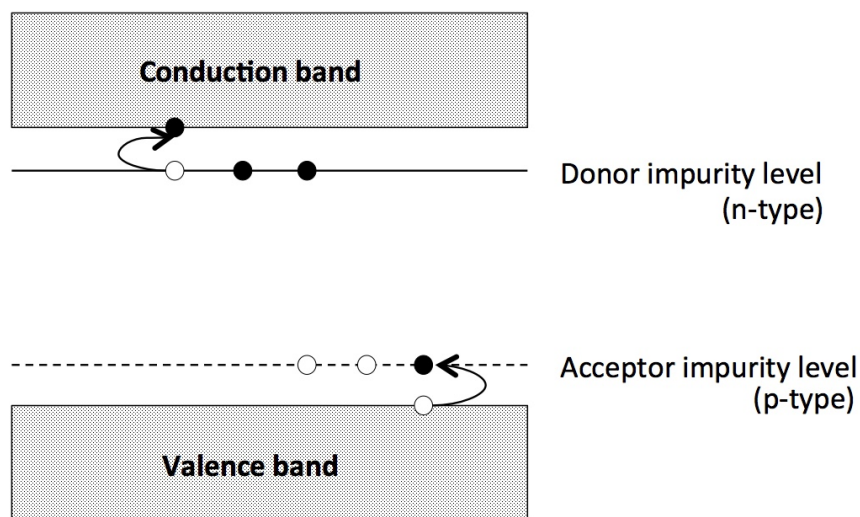 Conduction band
Donor impurity level
(n-type)
Acceptor impurity level
(p-type)
Valence band